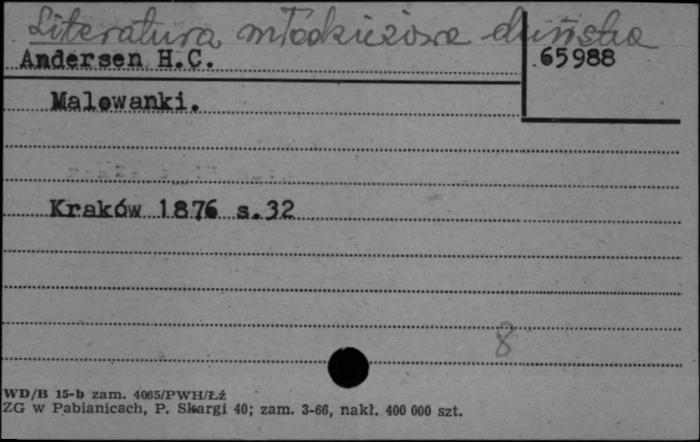 Literatura młodzieżowa duńska
Andersen H.C.
65988
Malowanki.
Kraków 1876 s.32
8
WD/B 15-b zam. 4065/PWH/Łź
ZG w Pabianicach, P. Skargi 40; zam. 3-66, nakł. 400 000 szt.